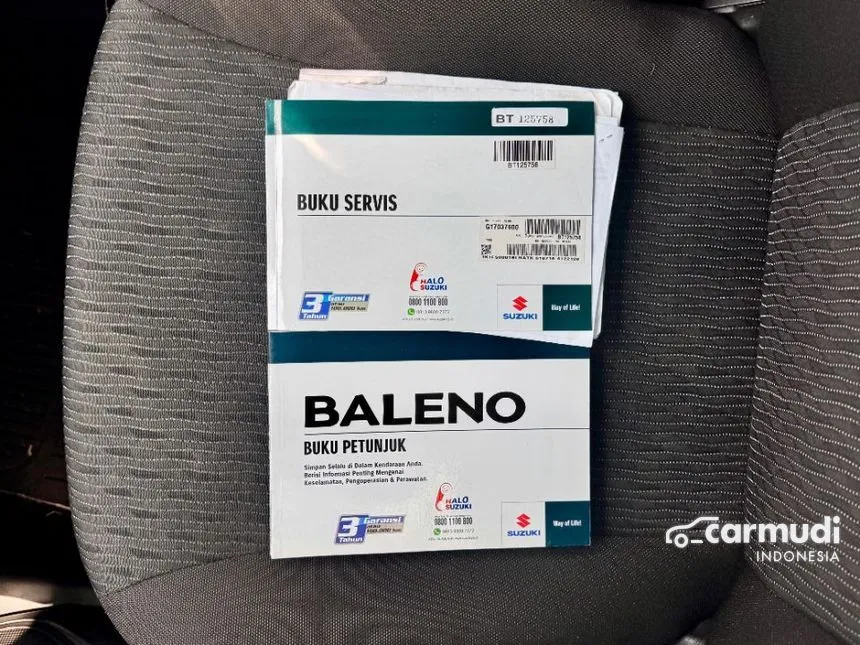 BT 125758
BT125758
BUKU SERVIS
G17037600
BT125758
HALO
SUZUKI
0800 1100 800
3 Garansi
Tahun
SUZUKI
Way of Life!
BALENO
BUKU PETUNJUK
Simpan Selalu di Dalam Kendaraan Anda.
Berisi Informasi Penting Mengenai
Keselamatan, Pengoperasian & Perawatan.
HALO
SUZUKI
0800 1100 800
3 Garansi
Tahun
SUZUKI
Way of Life!
carmudi
INDONESIA